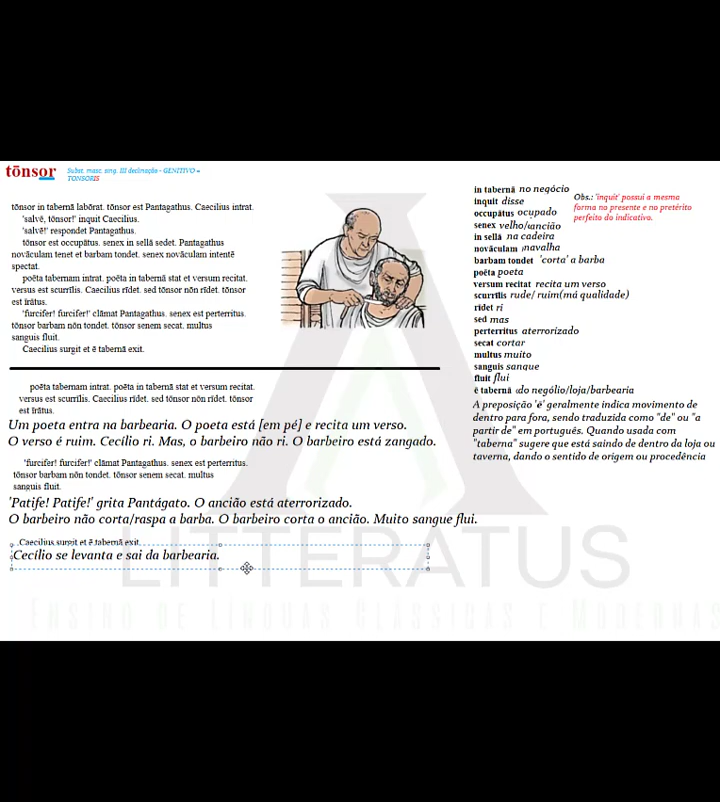 tōnsor
Subst. masc. sing. III declinação - GENITIVO =
TONSORIS
tōnsor in tabernā labōrat. tōnsor est Pantagathus. Caecilius intrat.
'salvē, tōnsor!' inquit Caecilius.
'salvē!' respondet Pantagathus.
tōnsor est occupātus. senex in sellā sedet. Pantagathus
novāculam tenet et barbam tondet. senex novāculam intentē
spectat.
poēta tabernam intrat. poēta in tabernā stat et versum recitat.
versus est scurrīlis. Caecilius rīdet. sed tōnsor nōn rīdet. tōnsor
est īrātus.
'furcifer! furcifer!' clāmat Pantagathus. senex est perterritus.
tōnsor barbam nōn tondet. tōnsor senem secat. multus
sanguis fluit.
Caecilius surgit et ē tabernā exit.
poēta tabernam intrat. poēta in tabernā stat et versum recitat.
versus est scurrīlis. Caecilius rīdet. sed tōnsor nōn rīdet. tōnsor
est īrātus.
Um poeta entra na barbearia. O poeta está [em pé] e recita um verso.
O verso é ruim. Cecílio ri. Mas, o barbeiro não ri. O barbeiro está zangado.
'furcifer! furcifer!' clāmat Pantagathus. senex est perterritus.
tōnsor barbam nōn tondet. tōnsor senem secat. multus
sanguis fluit.
'Patife! Patife!' grita Pantágato. O ancião está aterrorizado.
O barbeiro não corta/raspa a barba. O barbeiro corta o ancião. Muito sangue flui.
Caecilius surgit et ē tabernā exit.
Cecílio se levanta e sai da barbearia.
in tabernā no negócio
inquit disse
occupātus ocupado
senex velho/ancião
in sellā na cadeira
novāculam navalha
barbam tondet 'corta' a barba
poēta poeta
versum recitat recita um verso
scurrīlis rude/ ruim(má qualidade)
rīdet ri
sed mas
perterritus aterrorizado
secat cortar
multus muito
sanguis sangue
fluit flui
ē tabernā do nególio/loja/barbearia
A preposição 'ē' geralmente indica movimento de
dentro para fora, sendo traduzida como "de" ou "a
partir de" em português. Quando usada com
"taberna" sugere que está saindo de dentro da loja ou
taverna, dando o sentido de origem ou procedência
Obs.: 'inquit' possui a mesma
forma no presente e no pretérito
perfeito do indicativo.
LITTERATUS
Ensino de Línguas Clássicas e Modernas